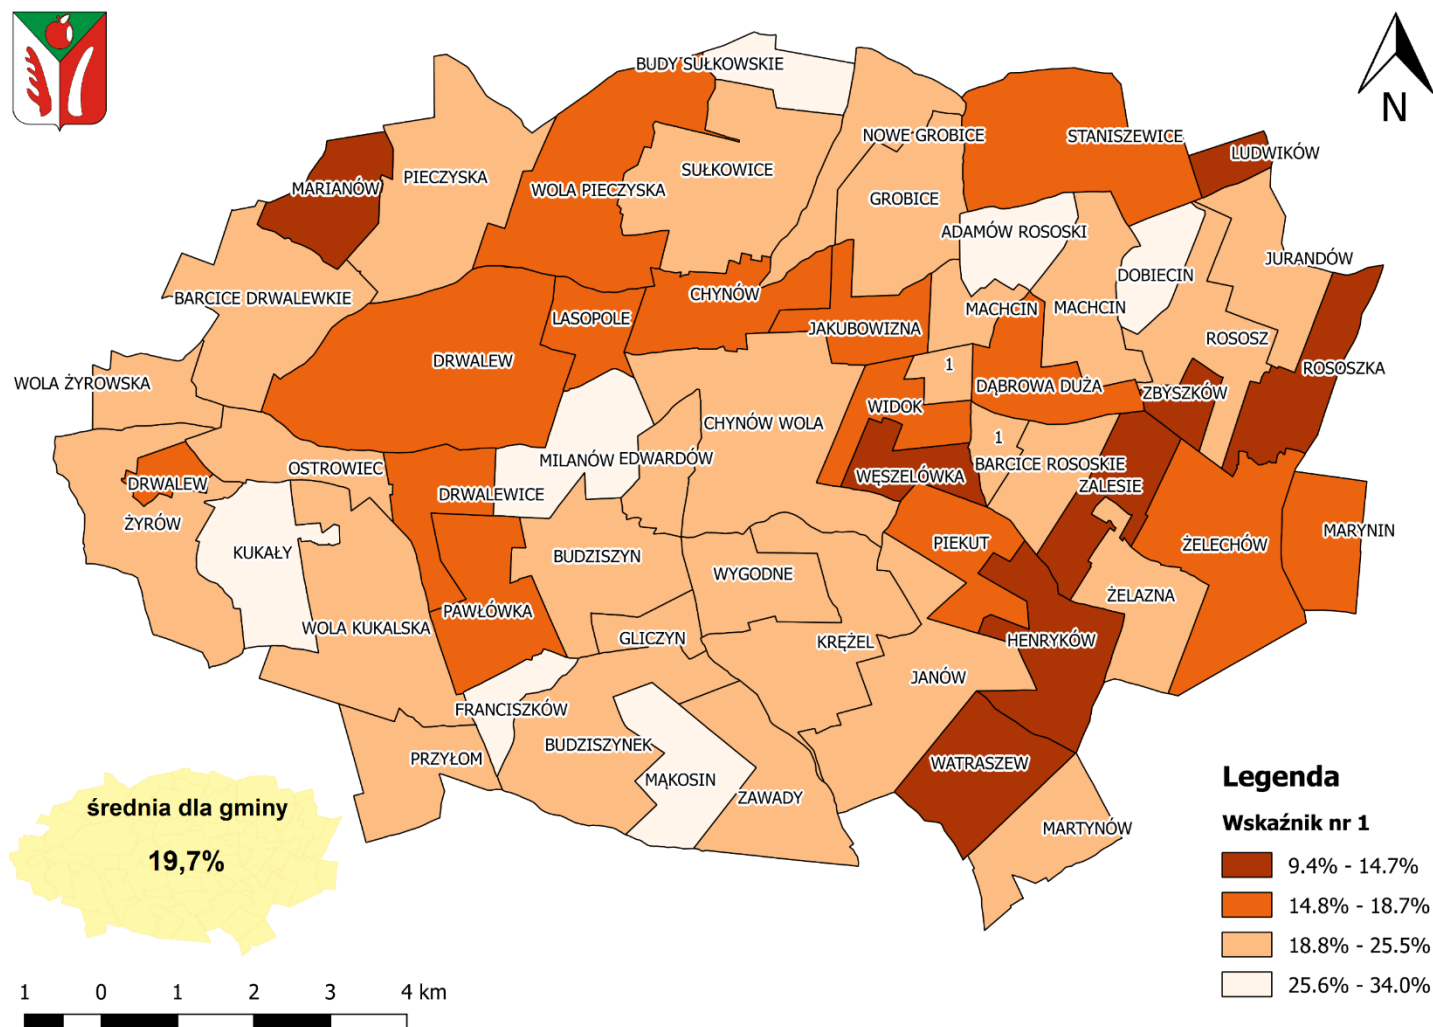 BUDY SUŁKOWSKIE
N
NOWE GROBICE
STANISZEWICE
LUDWIKÓW
MARIANÓW
PIECZYSKA
WOLA PIECZYSKA
SUŁKOWICE
GROBICE
ADAMÓW ROSOSKI
JURANDÓW
DOBIECIN
BARCICE DRWALEWKIE
CHYNÓW
LASOPOLE
JAKUBOWIZNA
MACHCIN
MACHCIN
ROSOSZ
ROSOSZKA
DRWALEW
WOLA ŻYROWSKA
1
DĄBROWA DUŻA
ZBYSZKÓW
WIDOK
CHYNÓW WOLA
1
OSTROWIEC
MILANÓW
EDWARDÓW
BARCICE ROSOSKIE
DRWALEW
DRWALEWICE
WĘSZELÓWKA
ZALESIE
ŻYRÓW
KUKAŁY
BUDZISZYN
WYGODNE
PIEKUT
ŻELECHÓW
MARYNIN
ŻELAZNA
PAWŁÓWKA
WOLA KUKALSKA
GLICZYN
KRĘŻEL
HENRYKÓW
JANÓW
FRANCISZKÓW
BUDZISZYNEK
PRZYŁOM
MĄKOSIN
ZAWADY
WATRASZEW
MARTYNÓW
średnia dla gminy
19,7%
Legenda
Wskaźnik nr 1
9.4% - 14.7%
14.8% - 18.7%
18.8% - 25.5%
25.6% - 34.0%
1 0 1 2 3 4 km